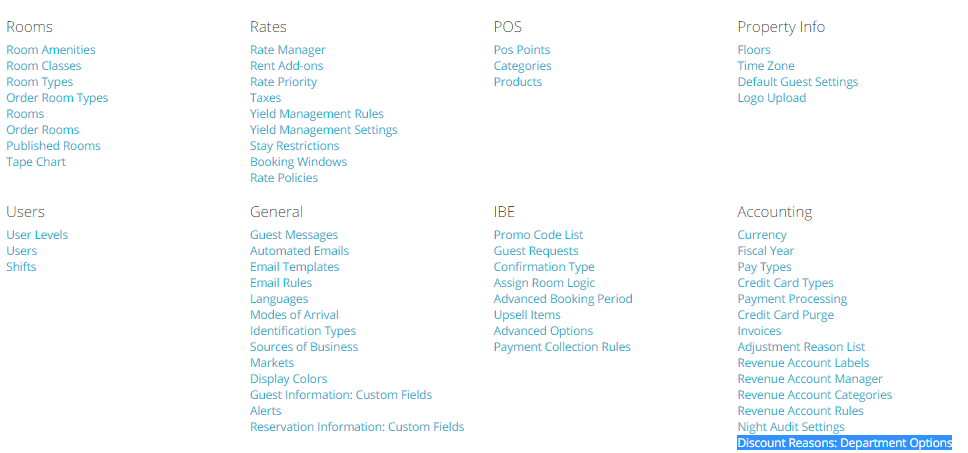 Rooms
Room Amenities
Room Classes
Room Types
Order Room Types
Rooms
Order Rooms
Published Rooms
Tape Chart
Rates
Rate Manager
Rent Add-ons
Rate Priority
Taxes
Yield Management Rules
Yield Management Settings
Stay Restrictions
Booking Windows
Rate Policies
POS
Pos Points
Categories
Products
Property Info
Floors
Time Zone
Default Guest Settings
Logo Upload
Users
User Levels
Users
Shifts
General
Guest Messages
Automated Emails
Email Templates
Email Rules
Languages
Modes of Arrival
Identification Types
Sources of Business
Markets
Display Colors
Guest Information: Custom Fields
Alerts
Reservation Information: Custom Fields
IBE
Promo Code List
Guest Requests
Confirmation Type
Assign Room Logic
Advanced Booking Period
Upsell Items
Advanced Options
Payment Collection Rules
Accounting
Currency
Fiscal Year
Pay Types
Credit Card Types
Payment Processing
Credit Card Purge
Invoices
Adjustment Reason List
Revenue Account Labels
Revenue Account Manager
Revenue Account Categories
Revenue Account Rules
Night Audit Settings
Discount Reasons: Department Options